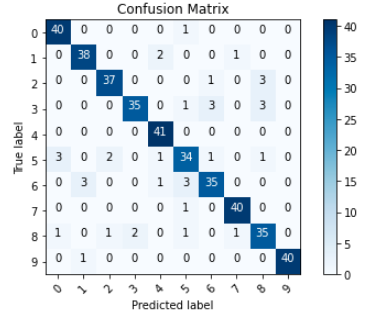 Confusion Matrix
True label
0 40 0 0 0 0 1 0 0 0 0
1 0 38 0 0 2 0 0 1 0 0
2 0 0 37 0 0 0 1 0 3 0
3 0 0 0 35 0 1 3 0 3 0
4 0 0 0 0 41 0 0 0 0 0
5 3 0 2 0 1 34 1 0 1 0
6 0 3 0 0 1 3 35 0 0 0
7 0 0 0 0 0 1 0 40 0 0
8 1 0 1 2 0 1 0 1 35 0
9 0 1 0 0 0 0 0 0 0 40
0 1 2 3 4 5 6 7 8 9
Predicted label
40
35
30
25
20
15
10
5
0